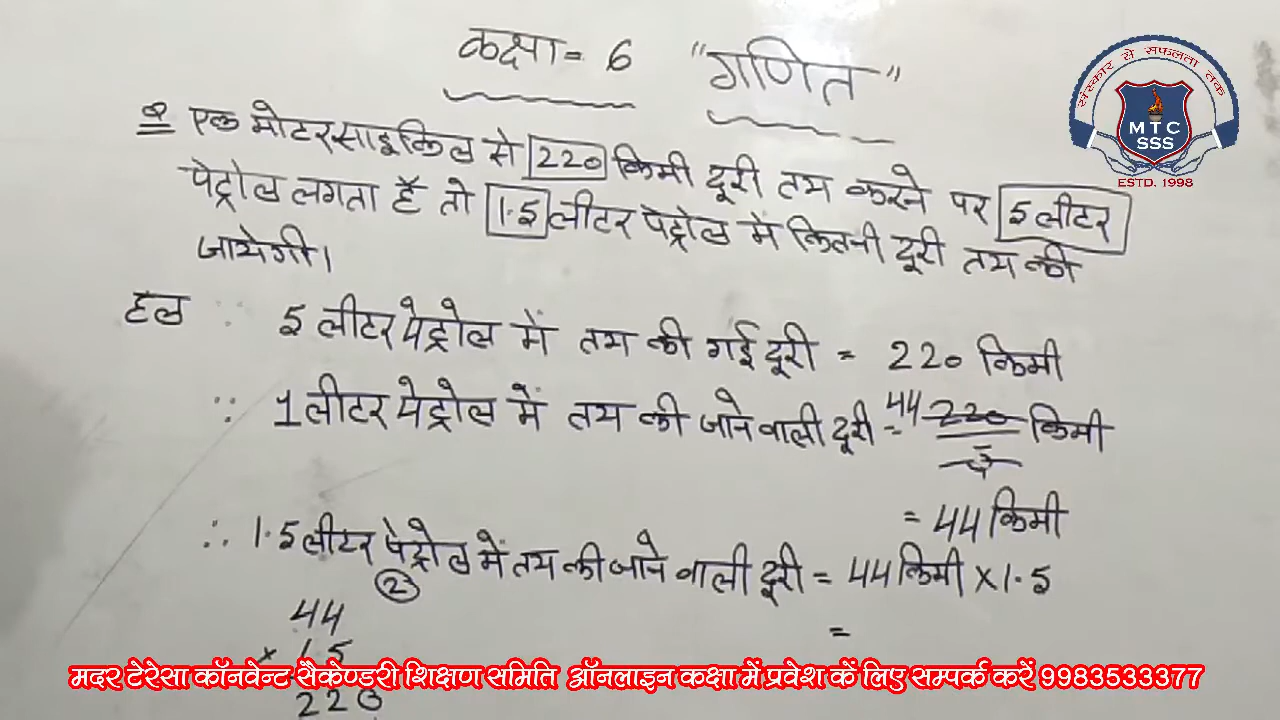 कक्षा = 6 "गणित"
संस्कार से सफलता तक
MTC
SSS
ESTD. 1998
एक मोटरसाइकिल से 220 किमी दूरी तय करने पर 5 लीटर
पेट्रोल लगता है तो 1.5 लीटर पेट्रोल में कितनी दूरी तय की
जायेगी।
हल ∵ 5 लीटर पेट्रोल में तय की गई दूरी = 220 किमी
∵ 1 लीटर पेट्रोल में तय की जाने वाली दूरी = 44 220/5 किमी
= 44 किमी
∴ 1.5 लीटर पेट्रोल में तय की जाने वाली दूरी = 44 किमी × 1.5
2
44 =
× 1.5
220
मदर टेरेसा कॉनवेन्ट सैकेण्डरी शिक्षण समिति ऑनलाइन कक्षा में प्रवेश के लिए सम्पर्क करें 9983533377